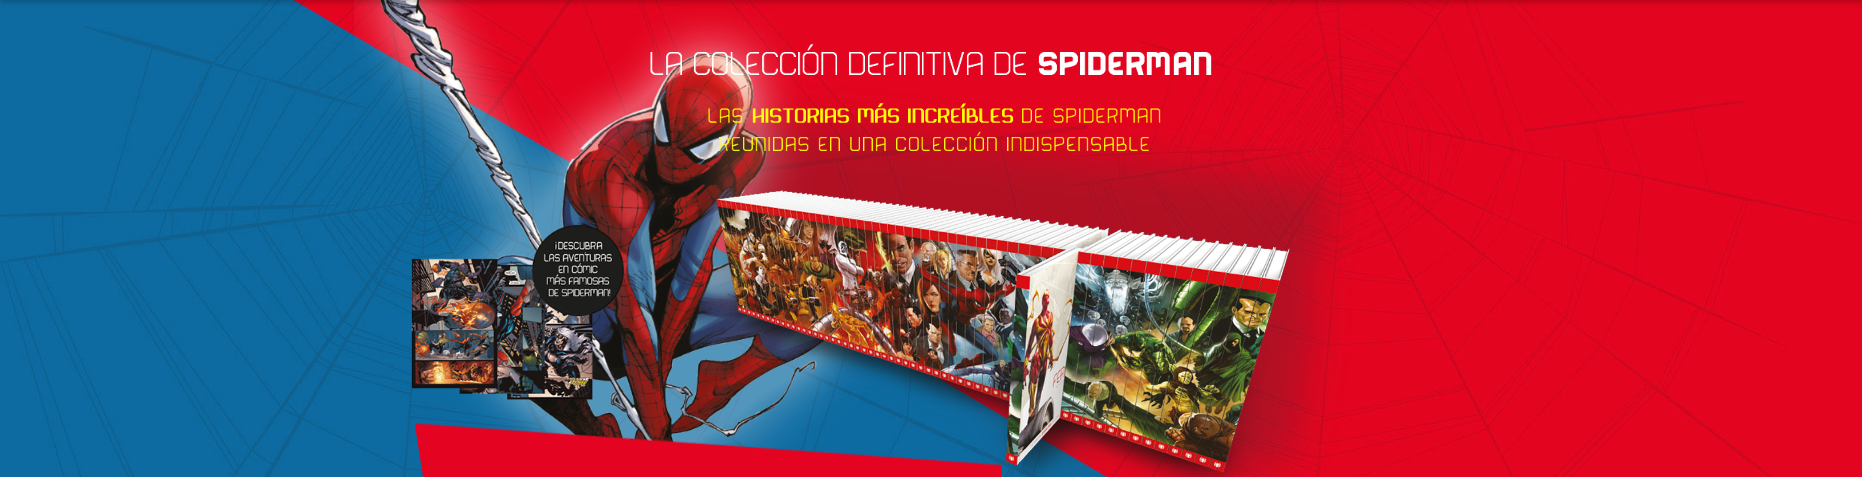 LA COLECCIÓN DEFINITIVA DE SPIDERMAN
LAS HISTORIAS MÁS INCREÍBLES DE SPIDERMAN
REUNIDAS EN UNA COLECCIÓN INDISPENSABLE
¡DESCUBRA
LAS AVENTURAS
EN CÓMIC
MÁS FAMOSAS
DE SPIDERMAN!